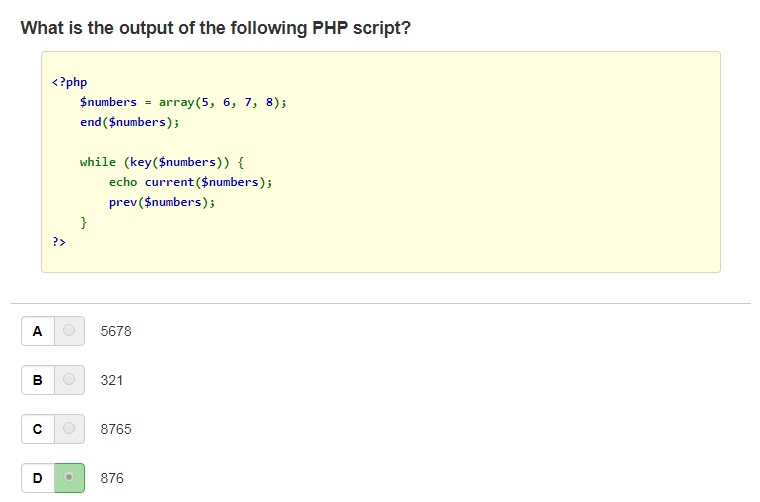 What is the output of the following PHP script?
<?php
$numbers = array(5, 6, 7, 8);
end($numbers);
while (key($numbers)) {
echo current($numbers);
prev($numbers);
}
?>
A 5678
B 321
C 8765
D 876